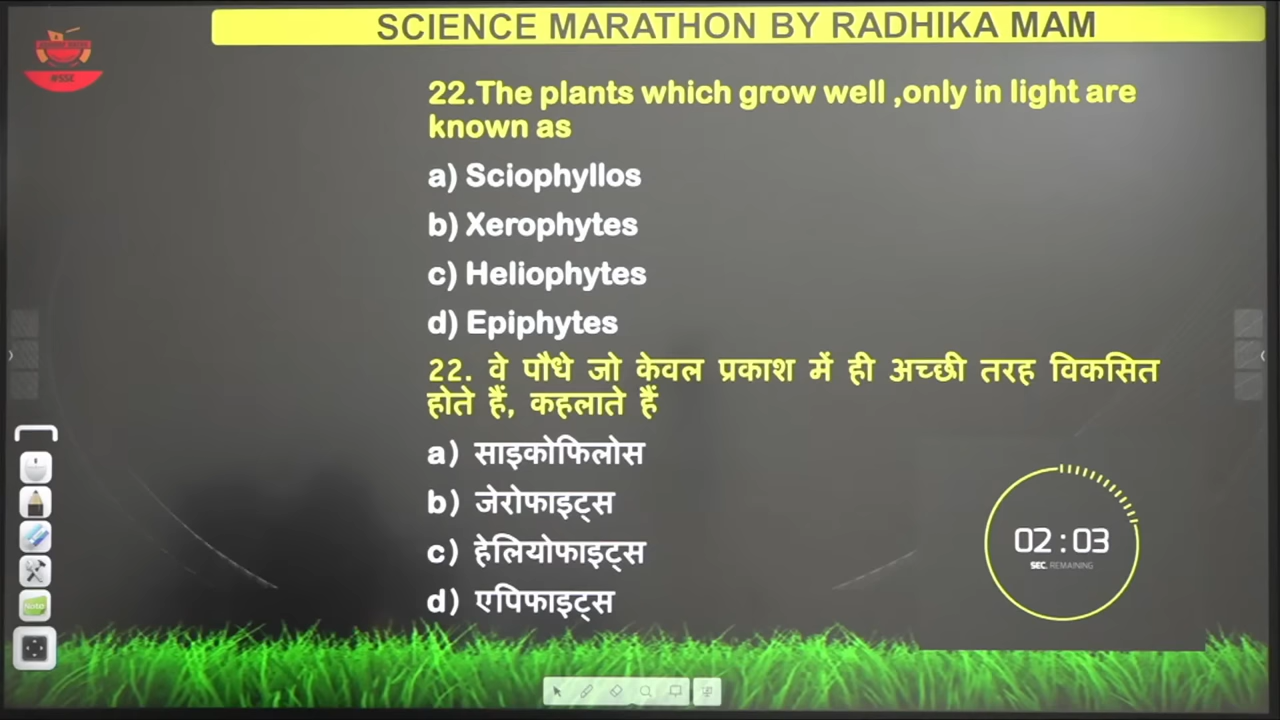 SCIENCE MARATHON BY RADHIKA MAM
22.The plants which grow well ,only in light are
known as
a) Sciophyllos
b) Xerophytes
c) Heliophytes
d) Epiphytes
22. वे पौधे जो केवल प्रकाश में ही अच्छी तरह विकसित
होते हैं, कहलाते हैं
a) साइकोफिलोस
b) जेरोफाइट्स
c) हेलियोफाइट्स
d) एपिफाइट्स
02:03
SEC. REMAINING
Note